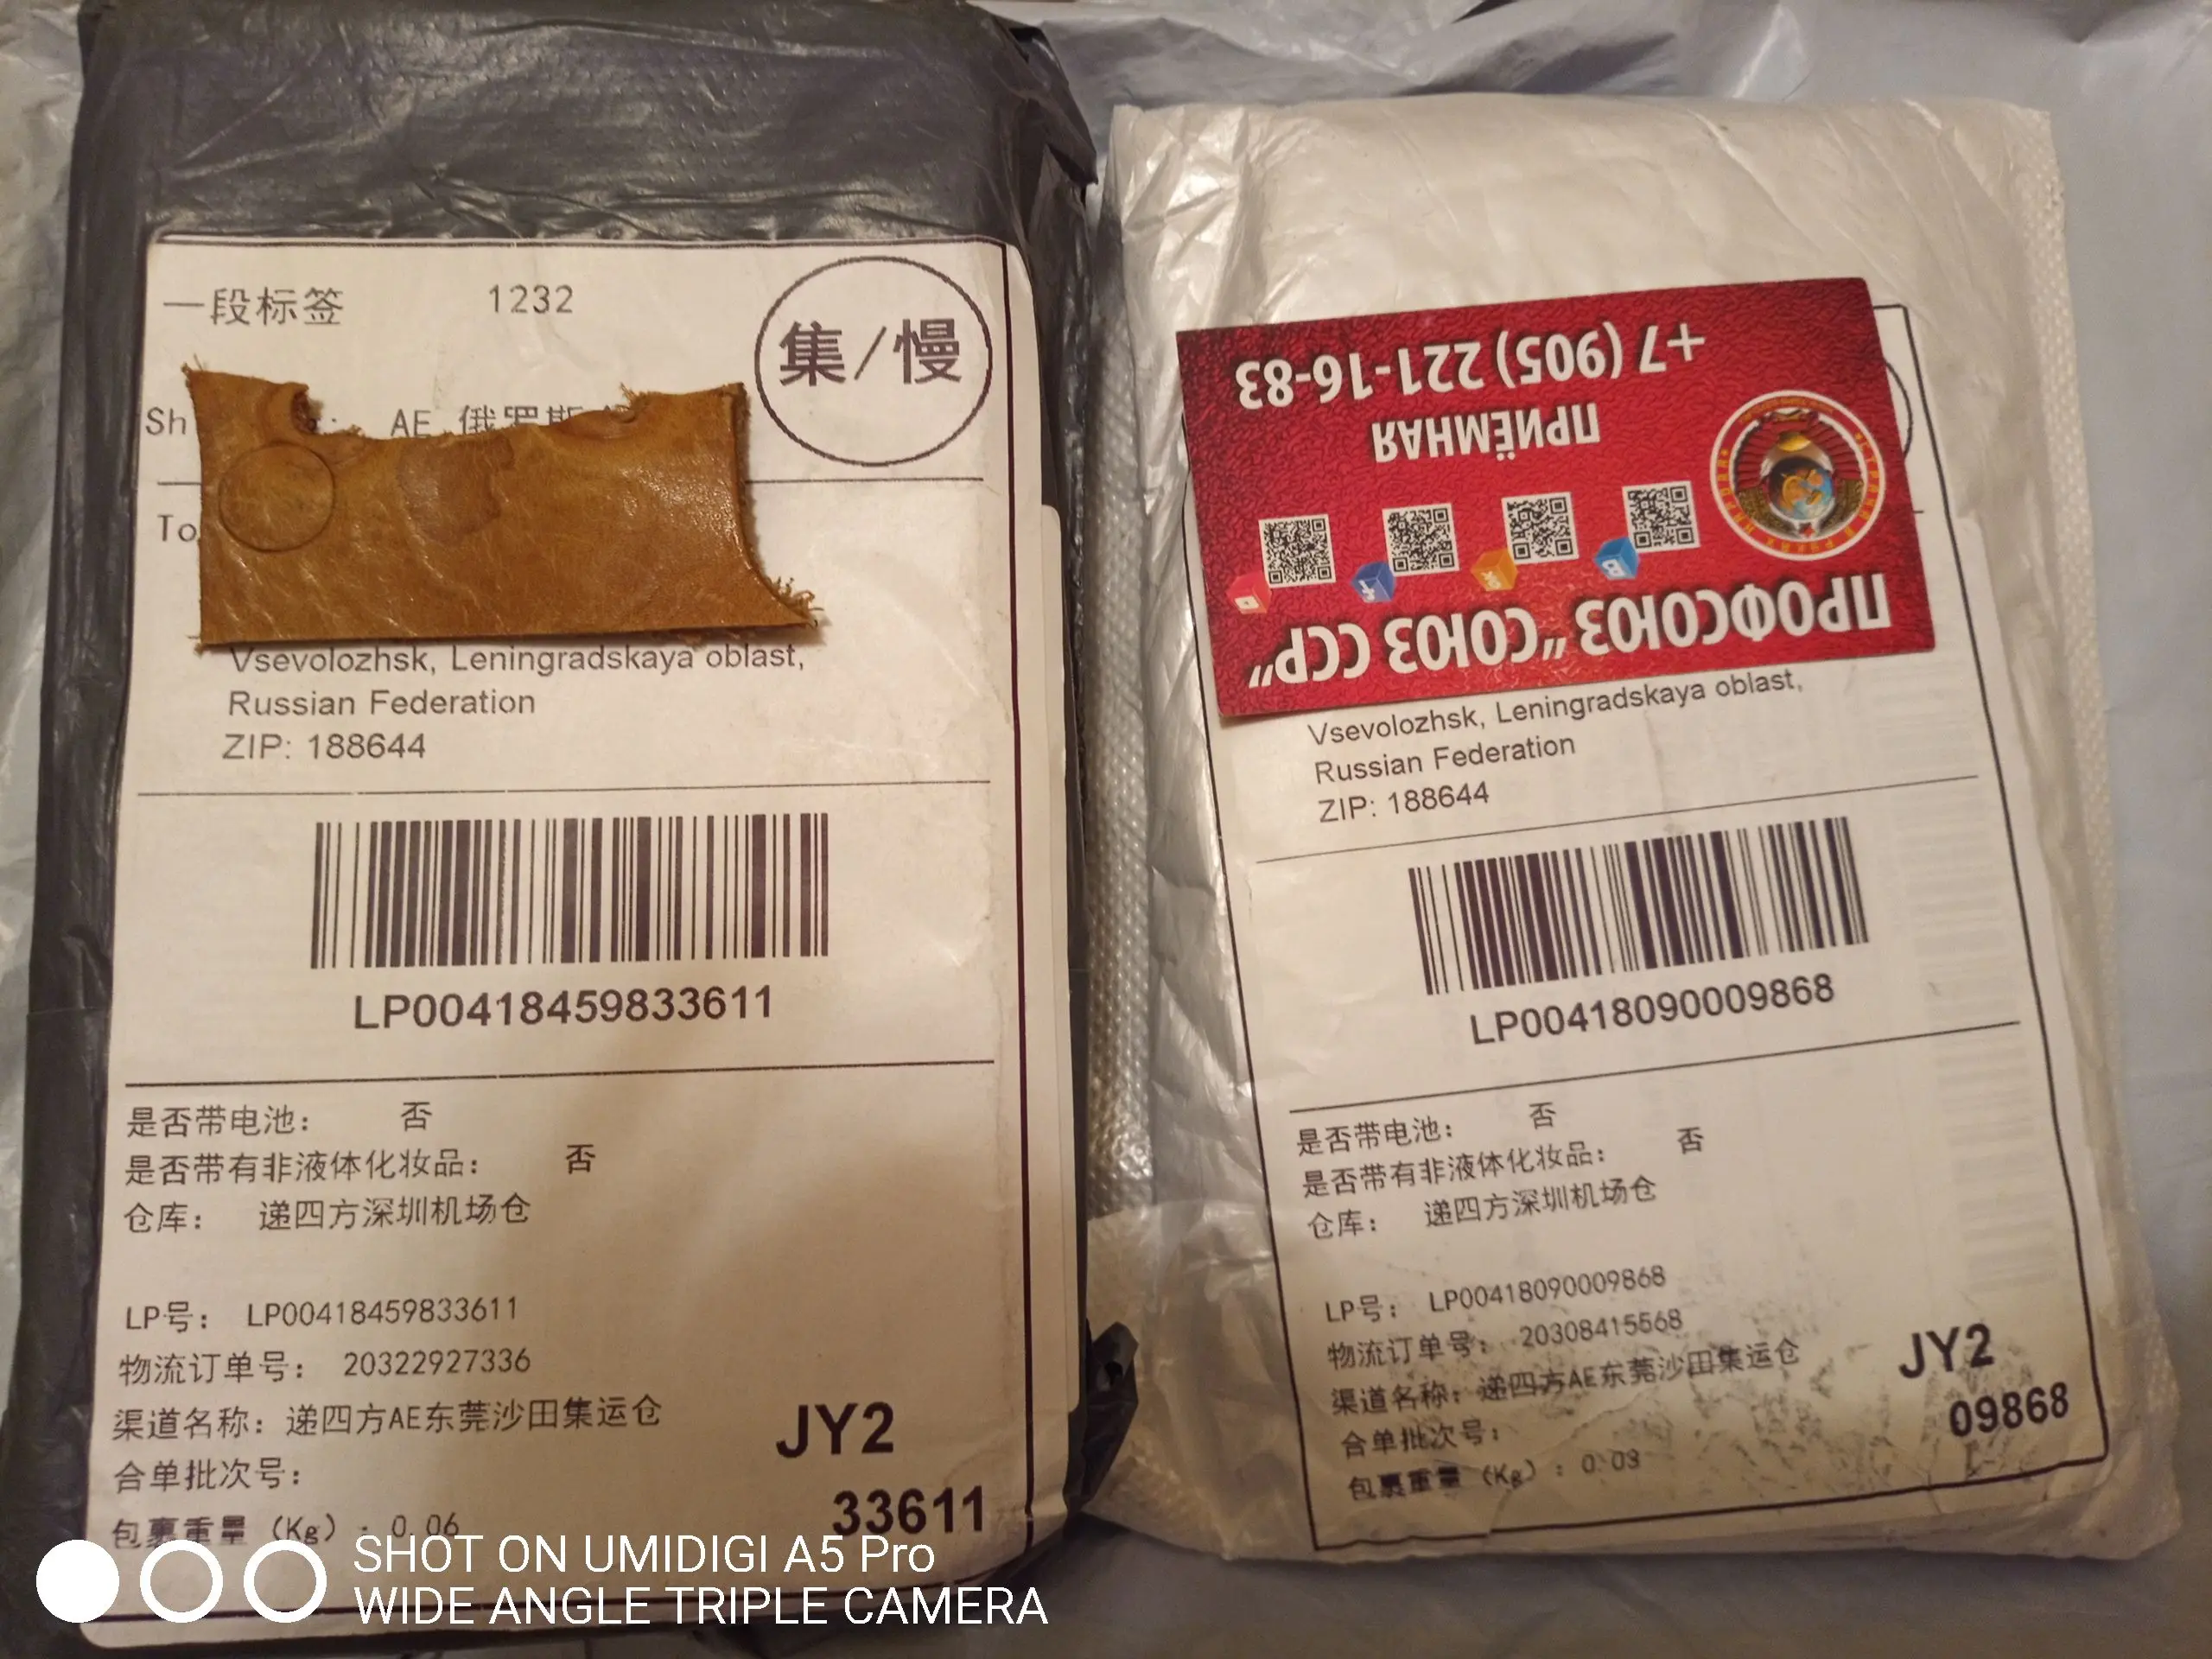 一段标签 1232
集/慢
Sh
AE 俄罗斯
To
Vsevolozhsk, Leningradskaya oblast,
Russian Federation
ZIP: 188644
LP00418459833611
是否带电池： 否
是否带有非液体化妆品： 否
仓库： 递四方深圳机场仓
LP号： LP00418459833611
物流订单号： 20322927336
渠道名称：递四方AE东莞沙田集运仓
合单批次号：
包裹重量（Kg）：0.06
JY2
33611
ПРОФСОЮЗ "СОЮЗ ССР"
ПРИЁМНАЯ
+7 (905) 221-16-83
Vsevolozhsk, Leningradskaya oblast,
Russian Federation
ZIP: 188644
LP00418090009868
是否带电池： 否
是否带有非液体化妆品： 否
仓库： 递四方深圳机场仓
LP号： LP00418090009868
物流订单号： 20308415568
渠道名称：递四方AE东莞沙田集运仓
合单批次号：
包裹重量（Kg）：0.03
JY2
09868
SHOT ON UMIDIGI A5 Pro
WIDE ANGLE TRIPLE CAMERA